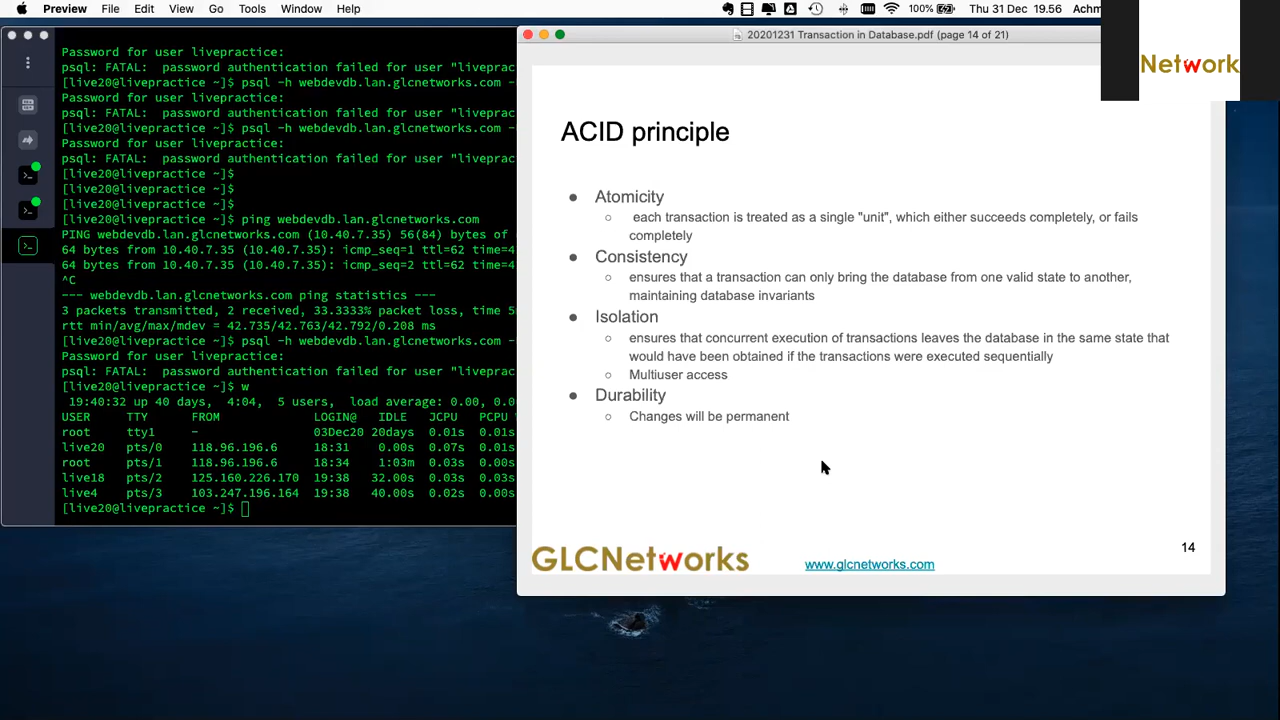 Preview File Edit View Go Tools Window Help 100% Thu 31 Dec 19.56 Achm
Password for user livepractice:
psql: FATAL:  password authentication failed for user "liveprac
[live20@livepractice ~]$ psql -h webdevdb.lan.glcnetworks.com -
Password for user livepractice:
psql: FATAL:  password authentication failed for user "liveprac
[live20@livepractice ~]$ psql -h webdevdb.lan.glcnetworks.com -
Password for user livepractice:
psql: FATAL:  password authentication failed for user "liveprac
[live20@livepractice ~]$
[live20@livepractice ~]$
[live20@livepractice ~]$
[live20@livepractice ~]$ ping webdevdb.lan.glcnetworks.com
PING webdevdb.lan.glcnetworks.com (10.40.7.35) 56(84) bytes of
64 bytes from 10.40.7.35: icmp_seq=1 ttl=62 time=4
64 bytes from 10.40.7.35 (10.40.7.35): icmp_seq=2 ttl=62 time=4
^C
--- webdevdb.lan.glcnetworks.com ping statistics ---
3 packets transmitted, 2 received, 33.3333% packet loss, time 5
rtt min/avg/max/mdev = 42.735/42.763/42.792/0.208 ms
[live20@livepractice ~]$ psql -h webdevdb.lan.glcnetworks.com -
Password for user livepractice:
psql: FATAL:  password authentication failed for user "liveprac
[live20@livepractice ~]$ w
19:40:32 up 40 days,  4:04,  5 users,  load average: 0.00, 0.0
USER TTY FROM LOGIN@ IDLE JCPU PCPU
root tty1 - 03Dec20 20days 0.01s 0.01s
live20 pts/0 118.96.196.6 18:31 0.00s 0.07s 0.01s
root pts/1 118.96.196.6 18:34 1:03m 0.03s 0.00s
live18 pts/2 125.160.226.170 19:38 32.00s 0.03s 0.03s
live4 pts/3 103.247.196.164 19:38 40.00s 0.02s 0.00s
[live20@livepractice ~]$
20201231 Transaction in Database.pdf (page 14 of 21)
Network
ACID principle
● Atomicity
○ each transaction is treated as a single "unit", which either succeeds completely, or fails
completely
● Consistency
○ ensures that a transaction can only bring the database from one valid state to another,
maintaining database invariants
● Isolation
○ ensures that concurrent execution of transactions leaves the database in the same state that
would have been obtained if the transactions were executed sequentially
○ Multiuser access
● Durability
○ Changes will be permanent
14
GLCNetworks
www.glcnetworks.com